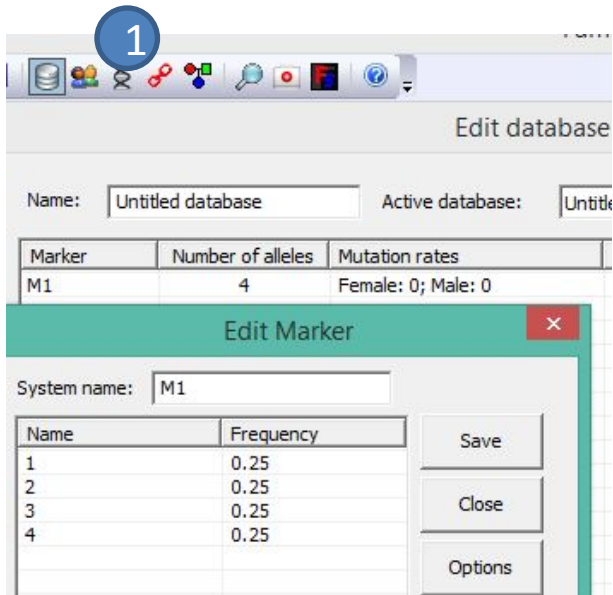 1
Edit database
Name: Untitled database Active database:
Marker Number of alleles Mutation rates
M1 4 Female: 0; Male: 0
Edit Marker
System name: M1
Name Frequency Save
1 0.25
2 0.25
3 0.25 Close
4 0.25
Options